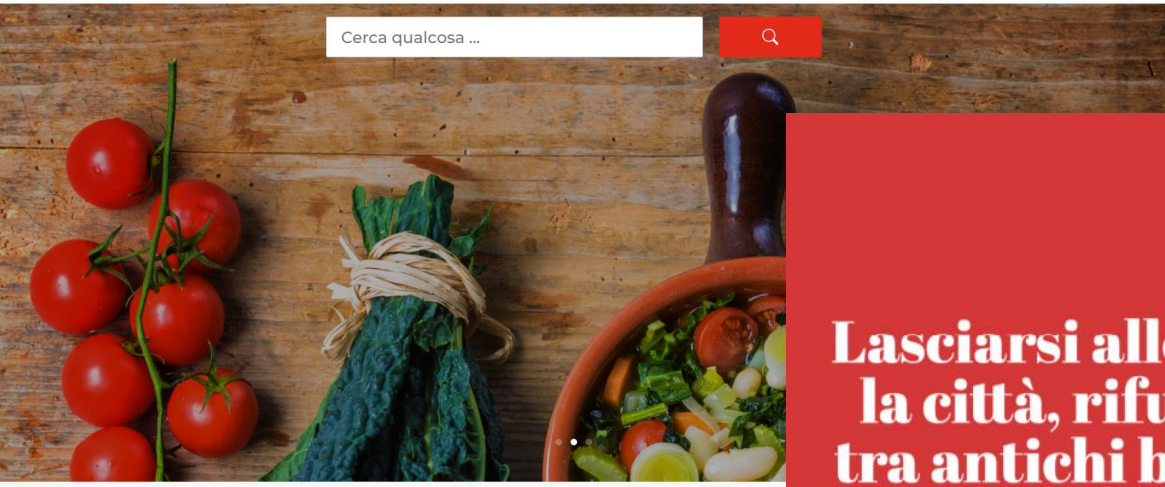 Cerca qualcosa ...
Lasciarsi all
la città, rifu
tra antichi b